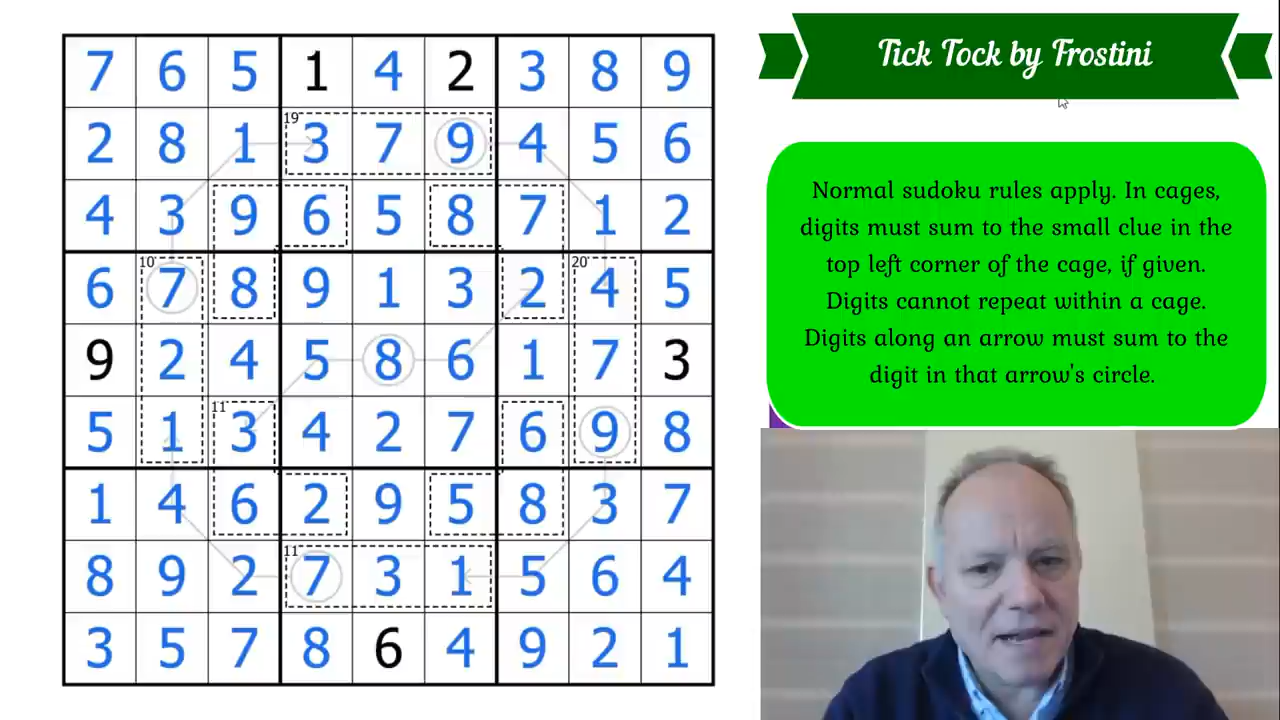 Tick Tock by Frostini
7 6 5 1 4 2 3 8 9
19
2 8 1 3 7 9 4 5 6
4 3 9 6 5 8 7 1 2
10 20
6 7 8 9 1 3 2 4 5
9 2 4 5 8 6 1 7 3
11
5 1 3 4 2 7 6 9 8
1 4 6 2 9 5 8 3 7
11
8 9 2 7 3 1 5 6 4
3 5 7 8 6 4 9 2 1
Normal sudoku rules apply. In cages,
digits must sum to the small clue in the
top left corner of the cage, if given.
Digits cannot repeat within a cage.
Digits along an arrow must sum to the
digit in that arrow's circle.